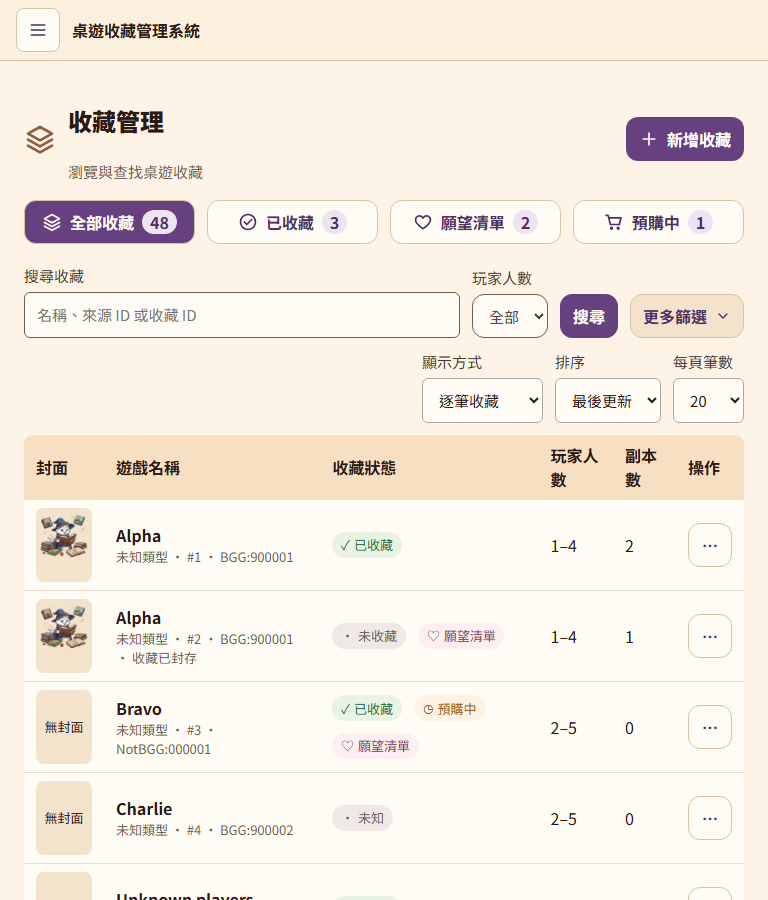 桌遊收藏管理系統
收藏管理
瀏覽與查找桌遊收藏
新增收藏
全部收藏 48
已收藏 3
願望清單 2
預購中 1
搜尋收藏
玩家人數
名稱、來源 ID 或收藏 ID
全部
搜尋
更多篩選
顯示方式
排序
每頁筆數
逐筆收藏
最後更新
20
封面
遊戲名稱
收藏狀態
玩家人
數
副本
數
操作
Alpha
未知類型 · #1 · BGG:900001
✓ 已收藏
1–4
2
···
Alpha
未知類型 · #2 · BGG:900001
· 收藏已封存
· 未收藏
♡ 願望清單
1–4
1
···
無封面
Bravo
未知類型 · #3 ·
NotBGG:000001
✓ 已收藏
◷ 預購中
♡ 願望清單
2–5
0
···
無封面
Charlie
未知類型 · #4 · BGG:900002
· 未知
2–5
0
···
Unknown players